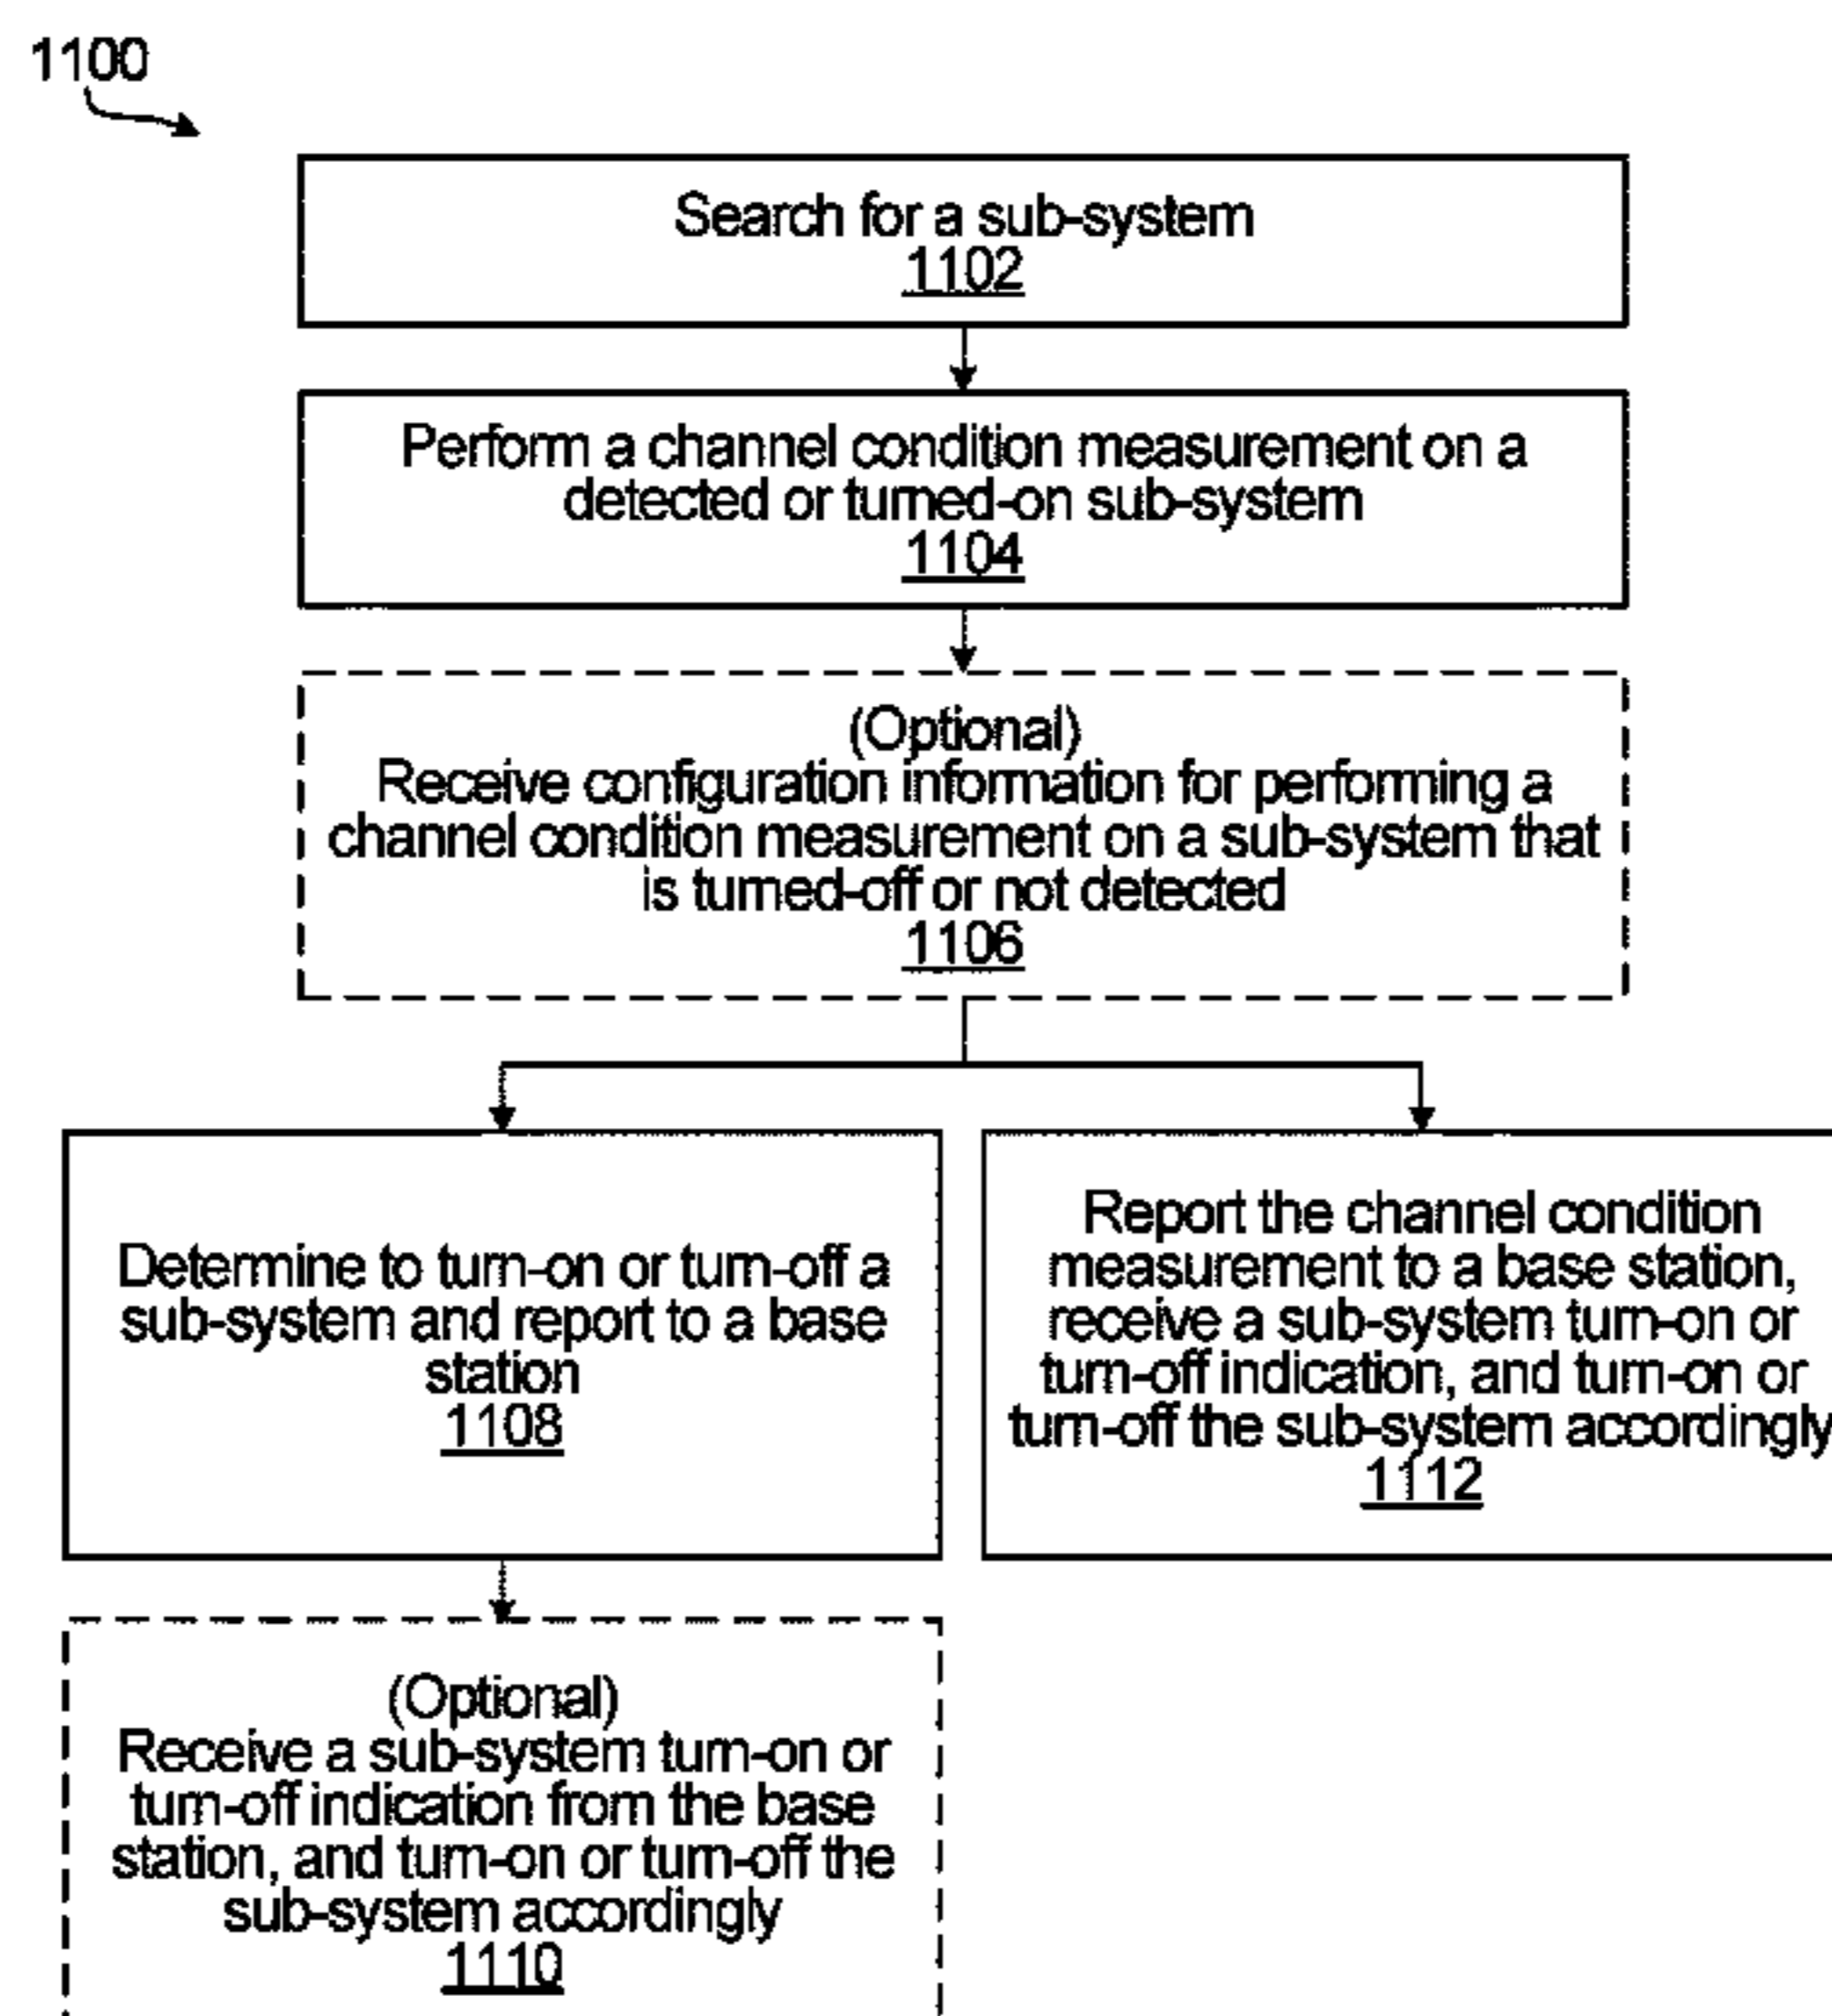 1100
Search for a sub-system
1102
Perform a channel condition measurement on a
detected or turned-on sub-system
1104
(Optional)
Receive configuration information for performing a
channel condition measurement on a sub-system that
is turned-off or not detected
1106
Determine to turn-on or turn-off a
sub-system and report to a base
station
1108
Report the channel condition
measurement to a base station,
receive a sub-system turn-on or
turn-off indication, and turn-on or
turn-off the sub-system accordingly
1112
(Optional)
Receive a sub-system turn-on or
turn-off indication from the base
station, and turn-on or turn-off the
sub-system accordingly
1110